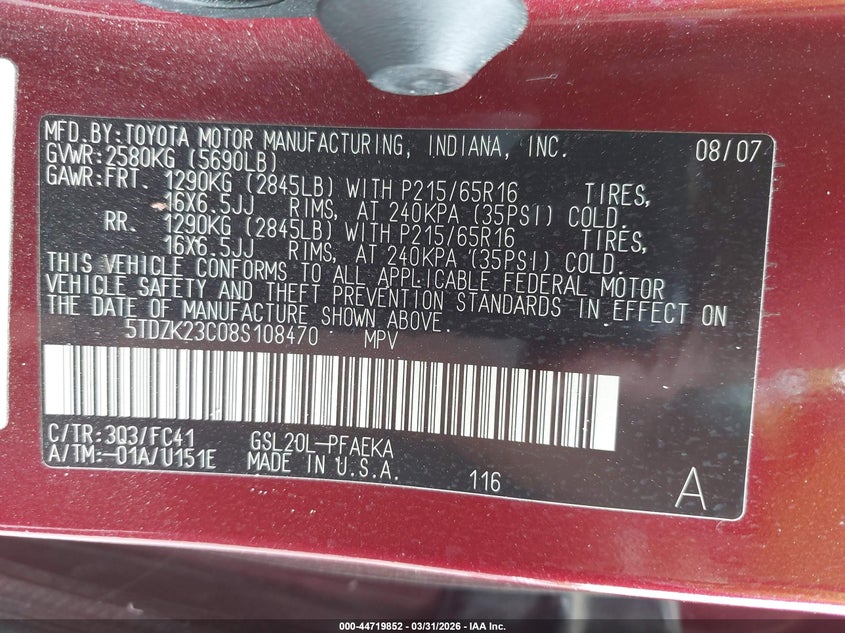 MFD.BY:TOYOTA MOTOR MANUFACTURING, INDIANA, INC. 08/07
GVWR:2580KG (5690LB)
GAWR:FRT. 1290KG (2845LB) WITH P215/65R16 TIRES,
16X6.5JJ RIMS, AT 240KPA (35PSI) COLD.
RR. 1290KG (2845LB) WITH P215/65R16 TIRES,
16X6.5JJ RIMS, AT 240KPA (35PSI) COLD.
THIS VEHICLE CONFORMS TO ALL APPLICABLE FEDERAL MOTOR
VEHICLE SAFETY AND THEFT PREVENTION STANDARDS IN EFFECT ON
THE DATE OF MANUFACTURE SHOWN ABOVE.
5TDZK23C08S108470 MPV
C/TR:3Q3/FC41 GSL20L-PFAEKA
A/TM:-01A/U151E MADE IN U.S.A. 116 A
000-44719852 - 03/31/2026 - IAA Inc.